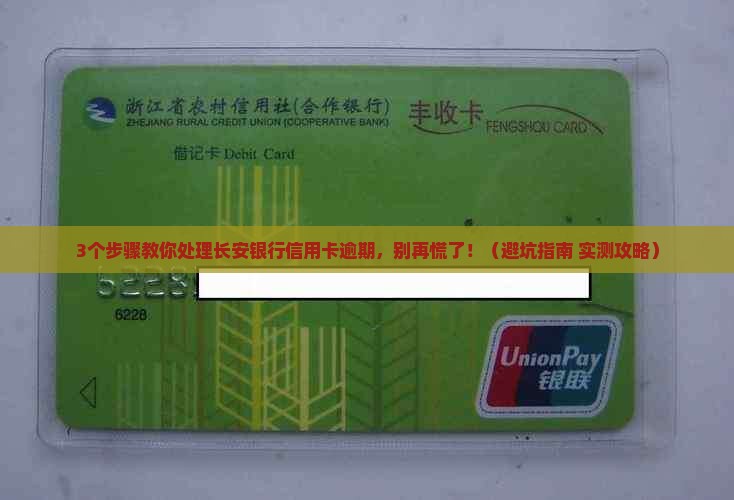 浙江省农村信用社(合作银行)
ZHEJIANG RURAL CREDIT UNION (COOPERATIVE BANK)
丰收卡
FENGSHOU CARD
借记卡 Debit Card
3个步骤教你处理长安银行信用卡逾期，别再慌了！（避坑指南 实测攻略）
6228
6228
UnionPay
银联